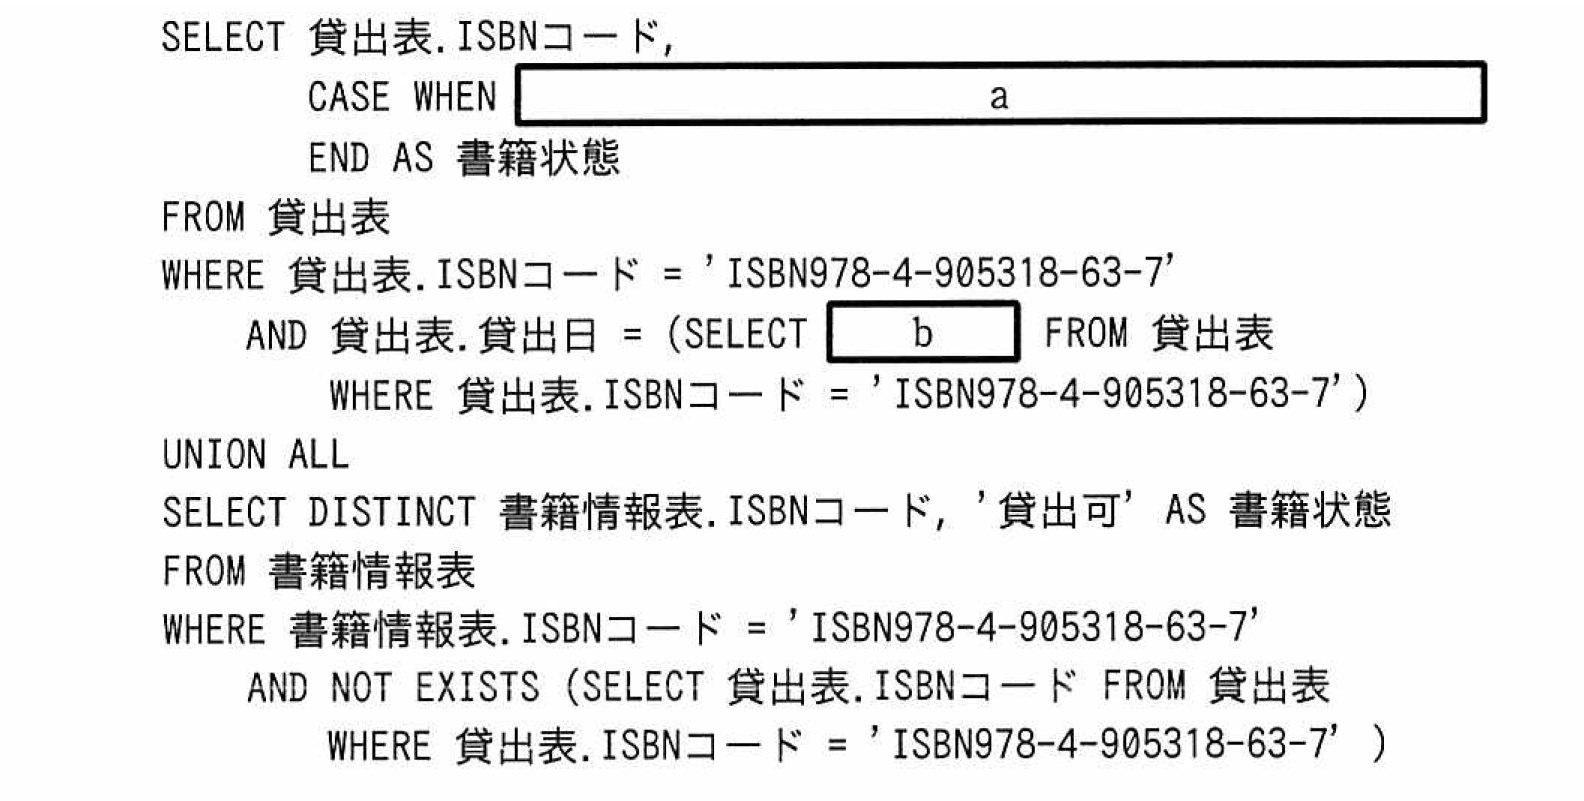 SELECT 貸出表.ISBNコード,
CASE WHEN a
END AS 書籍状態
FROM 貸出表
WHERE 貸出表.ISBNコード = 'ISBN978-4-905318-63-7'
AND 貸出表.貸出日 = (SELECT b FROM 貸出表
WHERE 貸出表.ISBNコード = 'ISBN978-4-905318-63-7')
UNION ALL
SELECT DISTINCT 書籍情報表.ISBNコード, '貸出可' AS 書籍状態
FROM 書籍情報表
WHERE 書籍情報表.ISBNコード = 'ISBN978-4-905318-63-7'
AND NOT EXISTS (SELECT 貸出表.ISBNコード FROM 貸出表
WHERE 貸出表.ISBNコード = 'ISBN978-4-905318-63-7' )